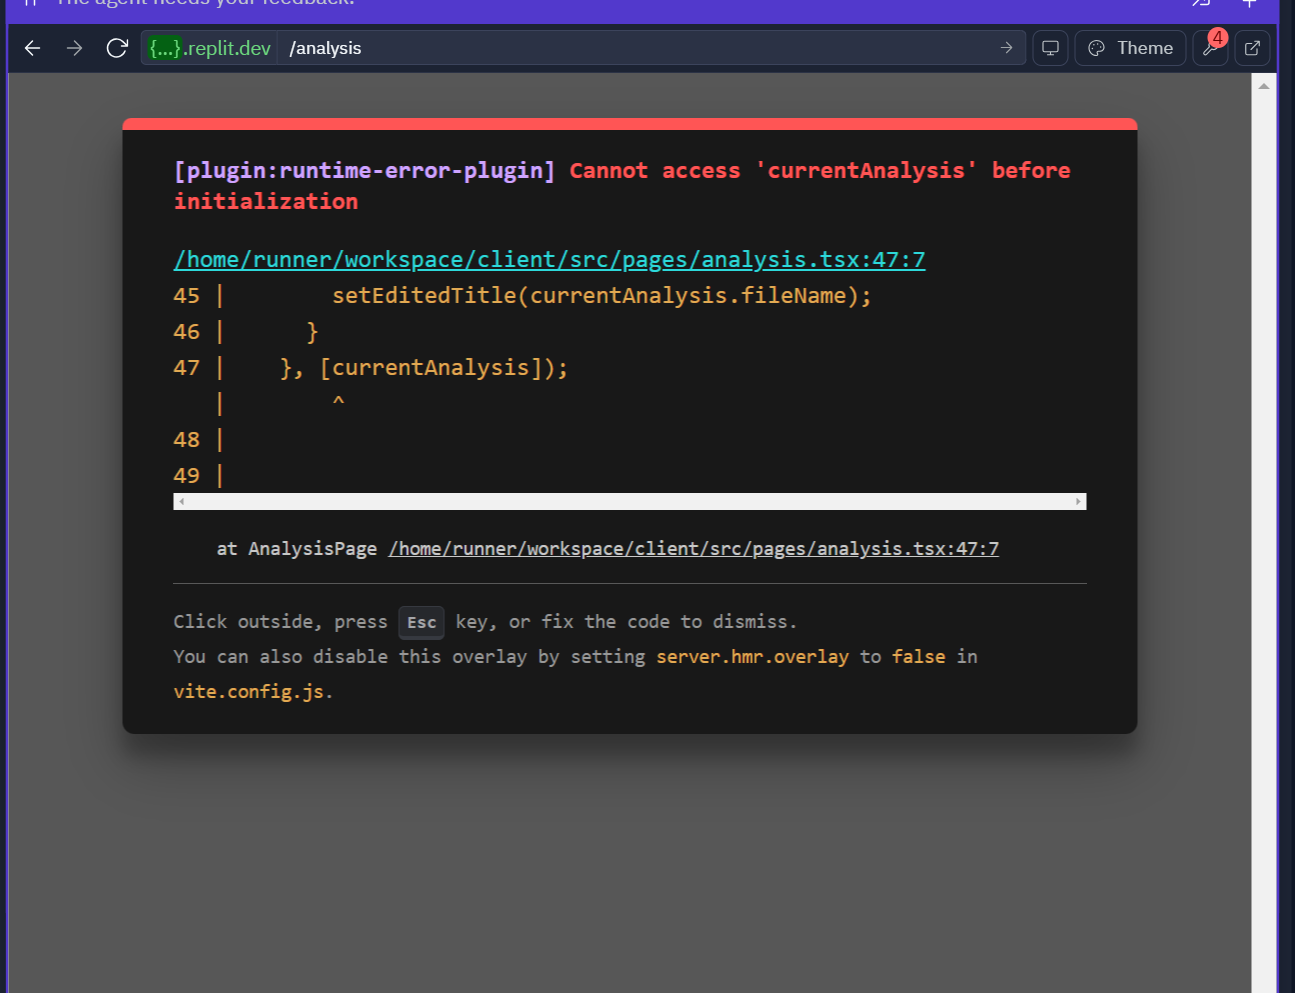 The agent needs your feedback.
{...}.replit.dev /analysis Theme 4
[plugin:runtime-error-plugin] Cannot access 'currentAnalysis' before
initialization
/home/runner/workspace/client/src/pages/analysis.tsx:47:7
45 | setEditedTitle(currentAnalysis.fileName);
46 | }
47 | }, [currentAnalysis]);
| ^
48 |
49 |
at AnalysisPage /home/runner/workspace/client/src/pages/analysis.tsx:47:7
Click outside, press Esc key, or fix the code to dismiss.
You can also disable this overlay by setting server.hmr.overlay to false in
vite.config.js.